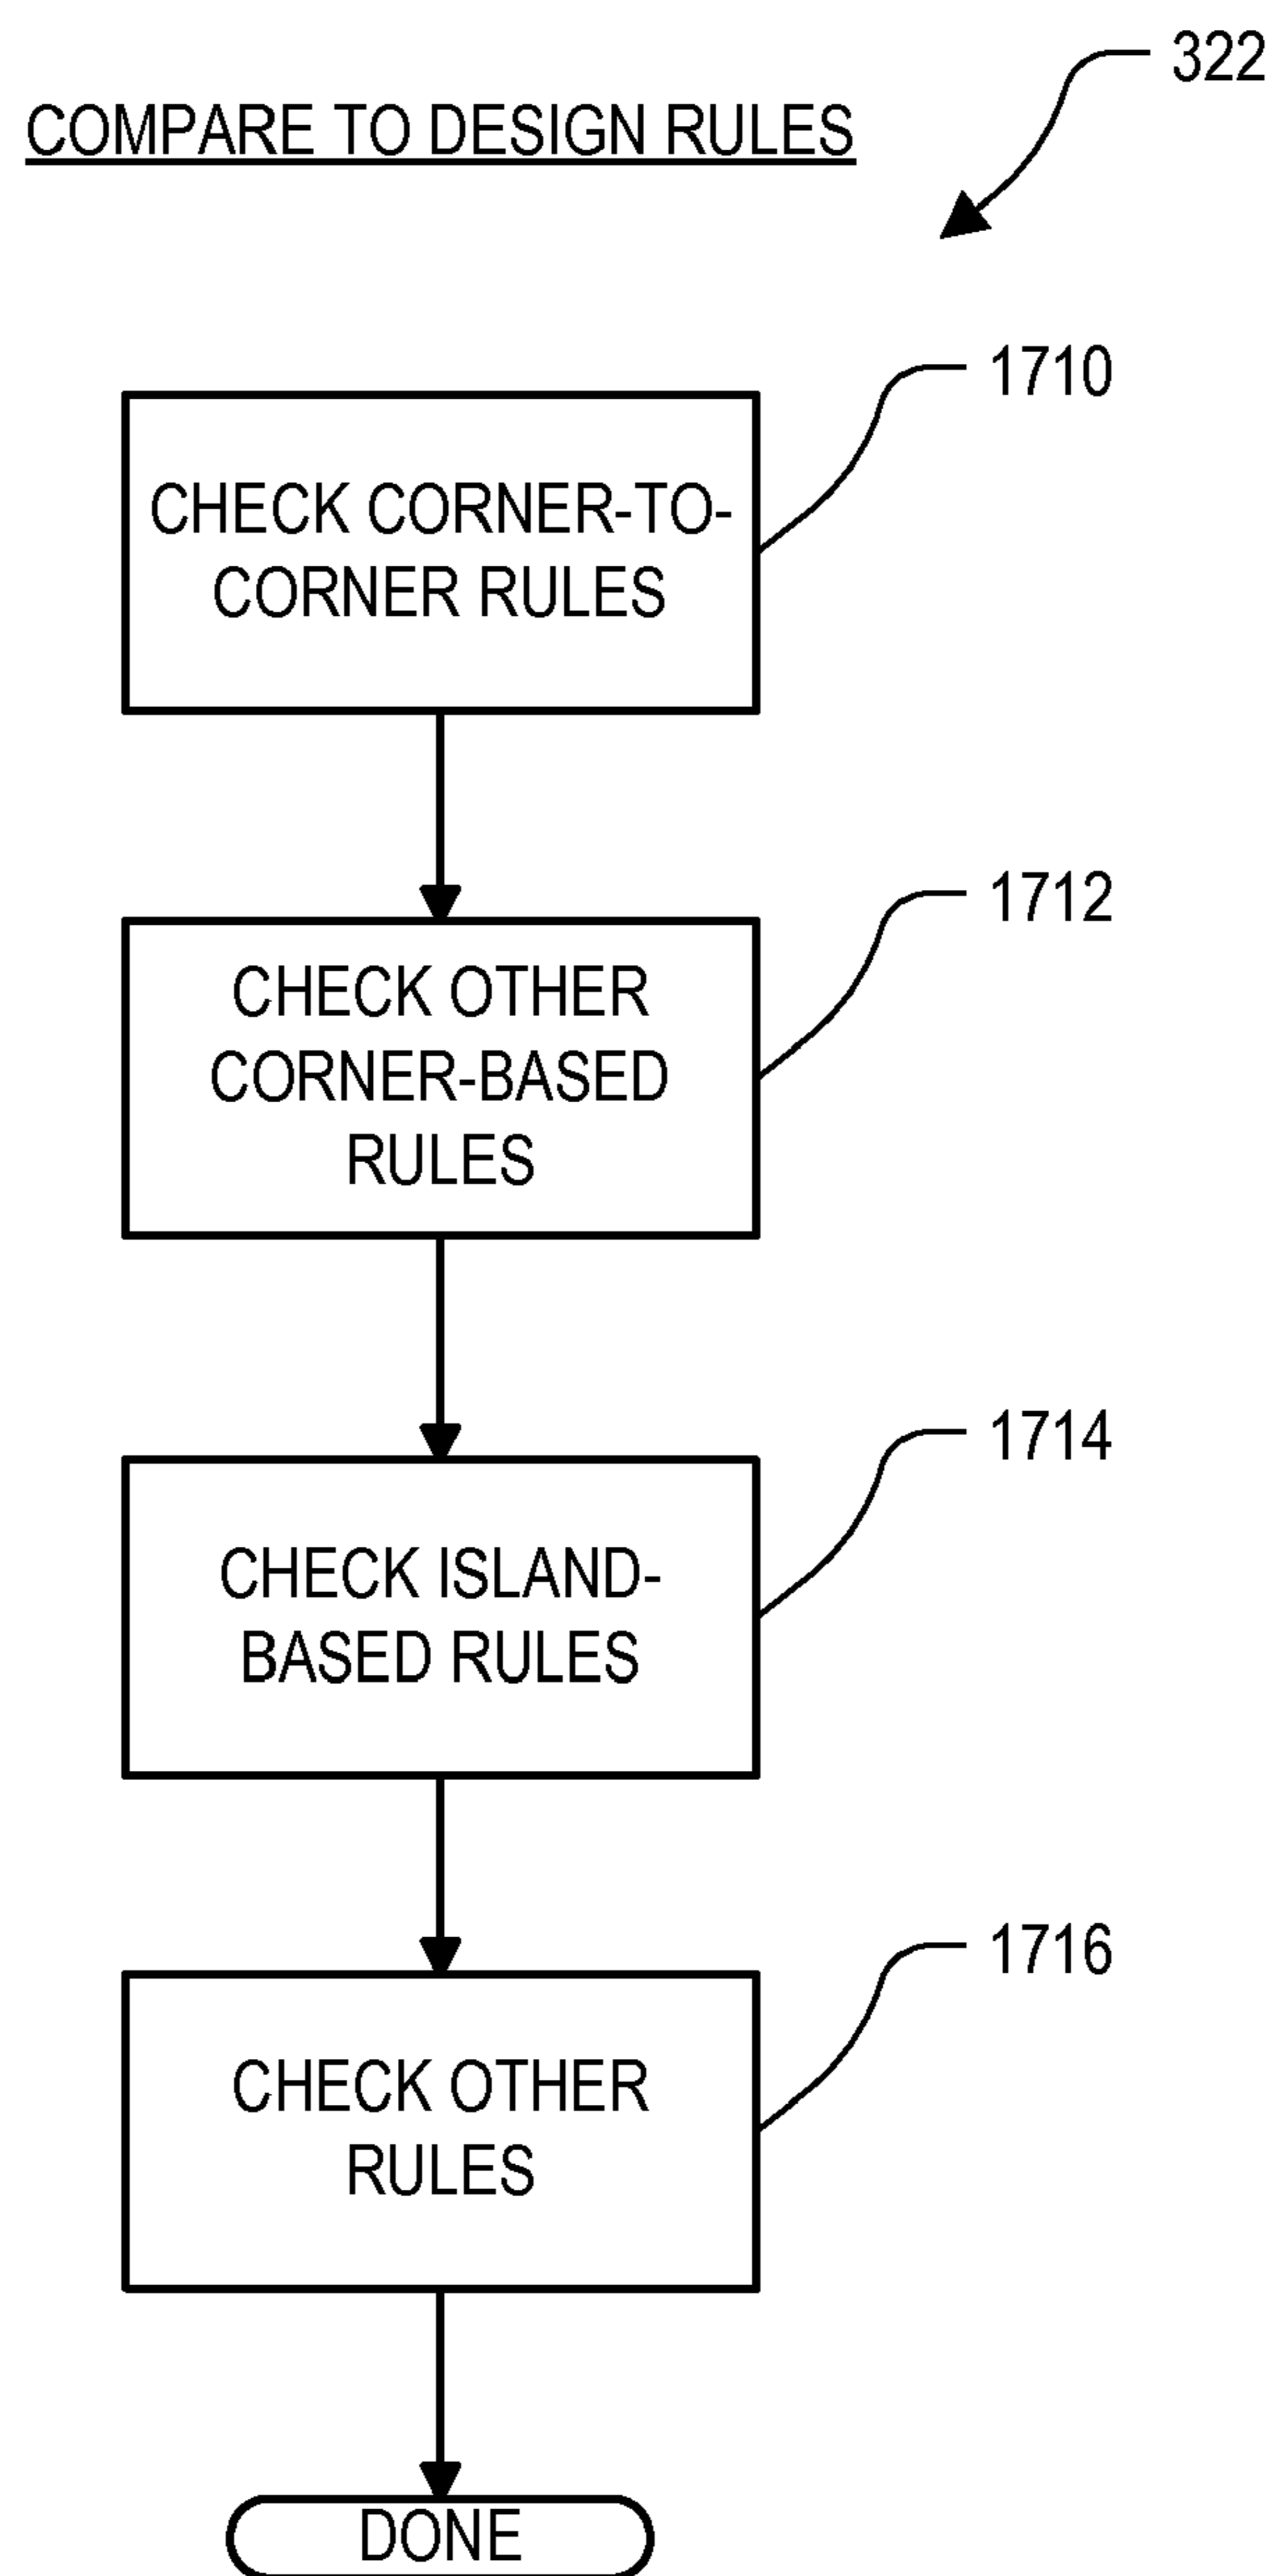 322
COMPARE TO DESIGN RULES
1710
CHECK CORNER-TO-
CORNER RULES
1712
CHECK OTHER
CORNER-BASED
RULES
1714
CHECK ISLAND-
BASED RULES
1716
CHECK OTHER
RULES
DONE